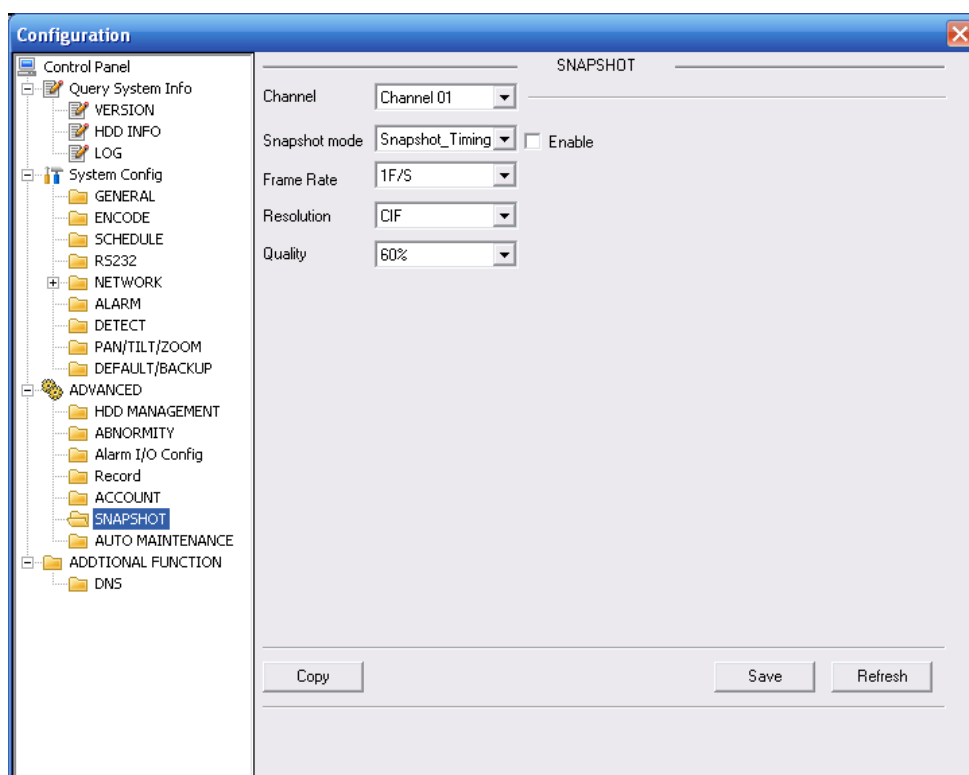 Configuration
Control Panel
Query System Info
VERSION
HDD INFO
LOG
System Config
GENERAL
ENCODE
SCHEDULE
RS232
NETWORK
ALARM
DETECT
PAN/TILT/ZOOM
DEFAULT/BACKUP
ADVANCED
HDD MANAGEMENT
ABNORMITY
Alarm I/O Config
Record
ACCOUNT
SNAPSHOT
AUTO MAINTENANCE
ADDTIONAL FUNCTION
DNS
SNAPSHOT
Channel Channel 01
Snapshot mode Snapshot_Timing Enable
Frame Rate 1F/S
Resolution CIF
Quality 60%
Copy Save Refresh